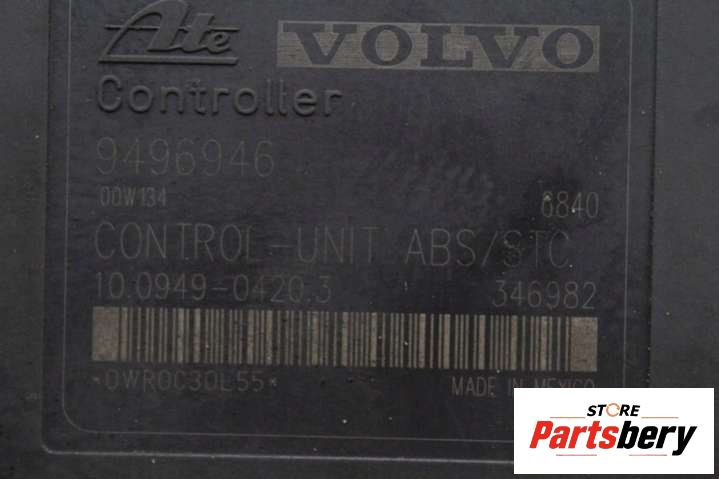 Ate VOLVO
Controller
9496946
00W134 6840
CONTROL-UNIT ABS/STC
10.0949-0420.3 346982
*0WR0C30L55*
MADE IN MEXICO
STORE
Partsbery